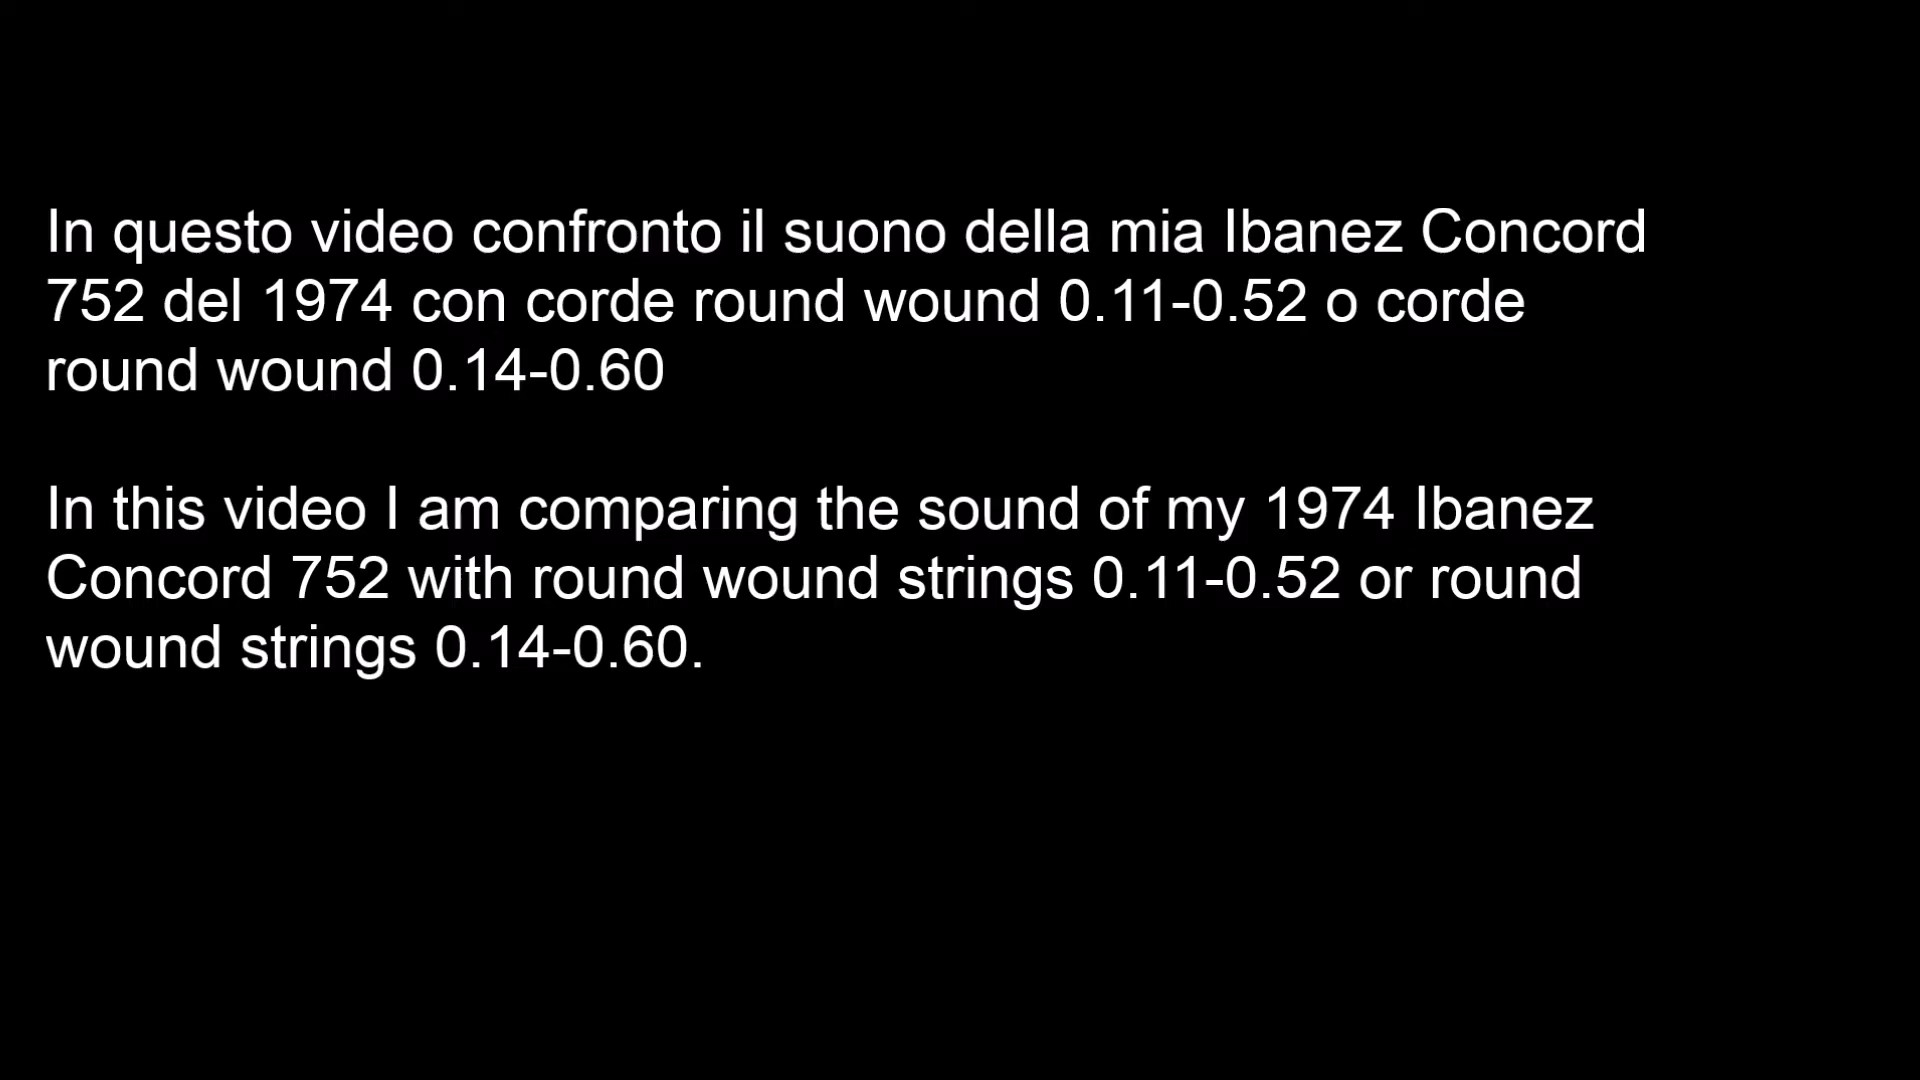 In questo video confronto il suono della mia Ibanez Concord
752 del 1974 con corde round wound 0.11-0.52 o corde
round wound 0.14-0.60
In this video I am comparing the sound of my 1974 Ibanez
Concord 752 with round wound strings 0.11-0.52 or round
wound strings 0.14-0.60.